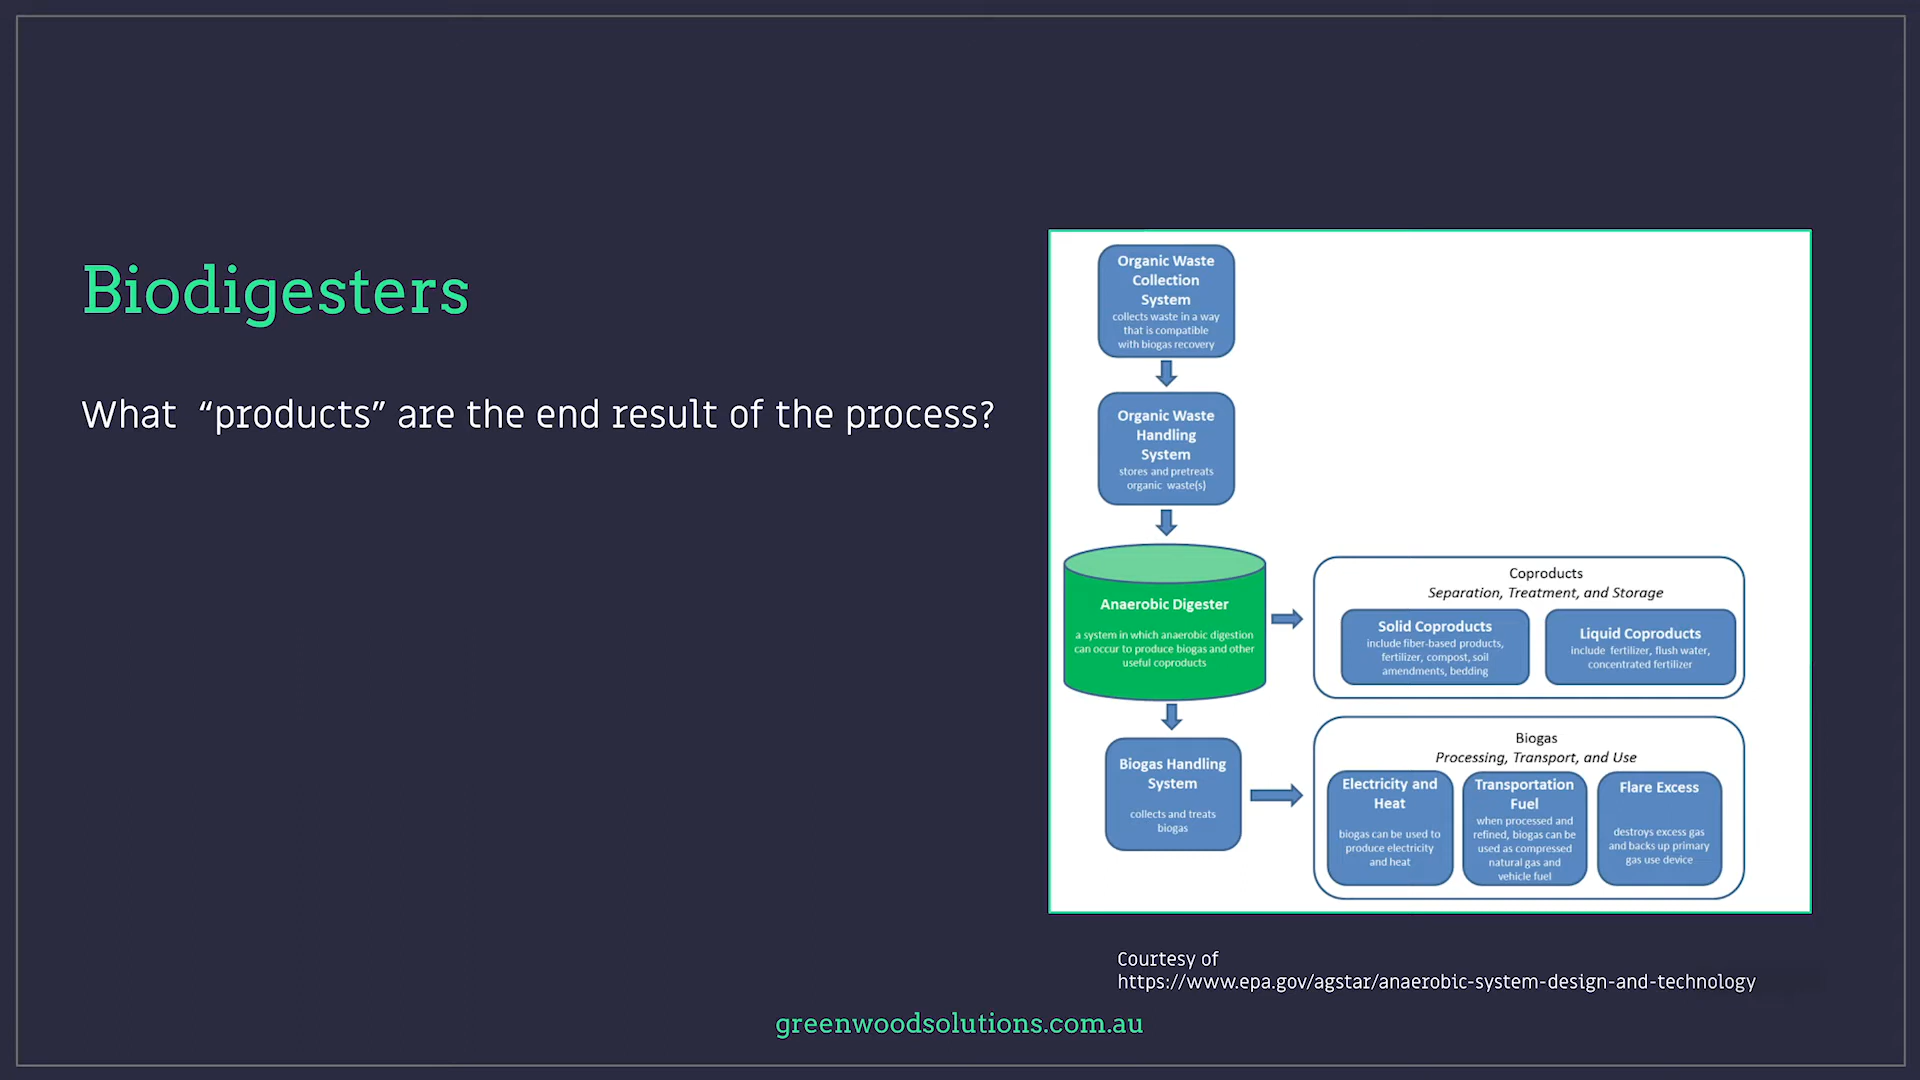 Biodigesters
What “products” are the end result of the process?
Organic Waste
Collection
System
collects waste in a way
that is compatible
with biogas recovery
Organic Waste
Handling
System
stores and pretreats
organic waste(s)
Anaerobic Digester
a system in which anaerobic digestion
can occur to produce biogas and other
useful coproducts
Coproducts
Separation, Treatment, and Storage
Solid Coproducts
include fiber-based products,
fertilizer, compost, soil
amendments, bedding
Liquid Coproducts
include fertilizer, flush water,
concentrated fertilizer
Biogas Handling
System
collects and treats
biogas
Biogas
Processing, Transport, and Use
Electricity and
Heat
biogas can be used to
produce electricity
and heat
Transportation
Fuel
when processed and
refined, biogas can be
used as compressed
natural gas and
vehicle fuel
Flare Excess
destroys excess gas
and backs up primary
gas use device
Courtesy of
https://www.epa.gov/agstar/anaerobic-system-design-and-technology
greenwoodsolutions.com.au